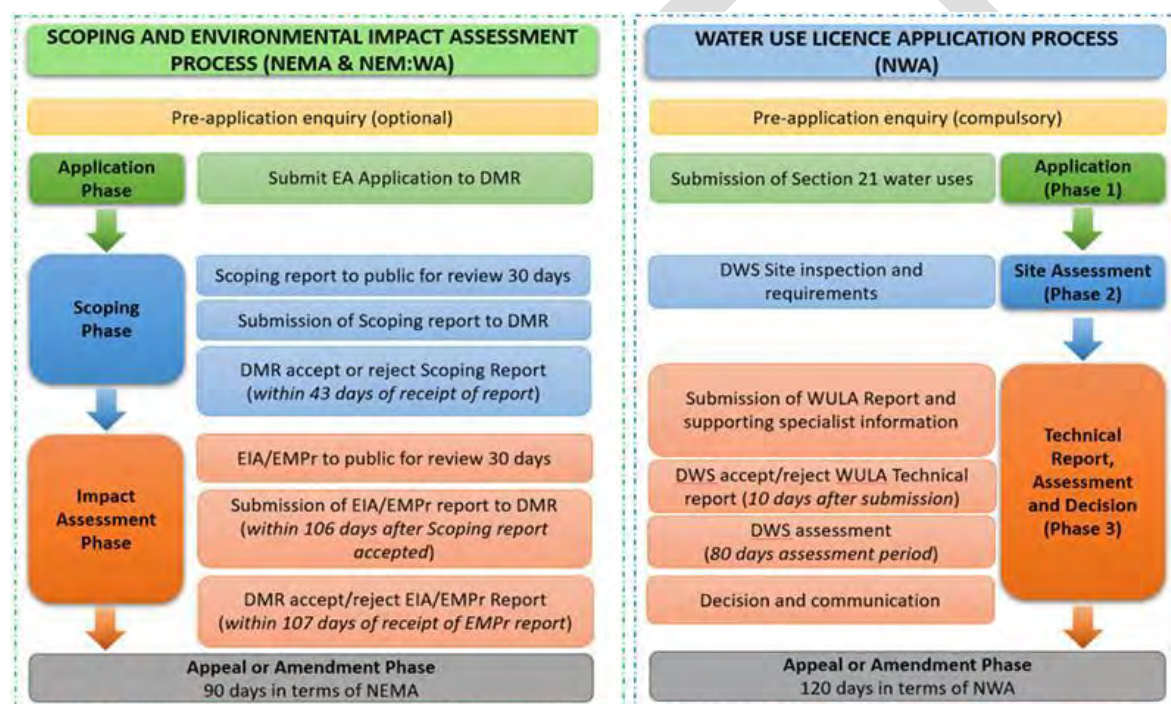 SCOPING AND ENVIRONMENTAL IMPACT ASSESSMENT
PROCESS (NEMA & NEM:WA)
Pre-application enquiry (optional)
Application
Phase
Submit EA Application to DMR
Scoping
Phase
Scoping report to public for review 30 days
Submission of Scoping report to DMR
DMR accept or reject Scoping Report
(within 43 days of receipt of report)
Impact
Assessment
Phase
EIA/EMPr to public for review 30 days
Submission of EIA/EMPr report to DMR
(within 106 days after Scoping report
accepted)
DMR accept/reject EIA/EMPr Report
(within 107 days of receipt of EMPr report)
Appeal or Amendment Phase
90 days in terms of NEMA
WATER USE LICENCE APPLICATION PROCESS
(NWA)
Pre-application enquiry (compulsory)
Submission of Section 21 water uses
Application
(Phase 1)
DWS Site inspection and
requirements
Site Assessment
(Phase 2)
Submission of WULA Report and
supporting specialist information
DWS accept/reject WULA Technical
report (10 days after submission)
DWS assessment
(80 days assessment period)
Decision and communication
Technical
Report,
Assessment
and Decision
(Phase 3)
Appeal or Amendment Phase
120 days in terms of NWA